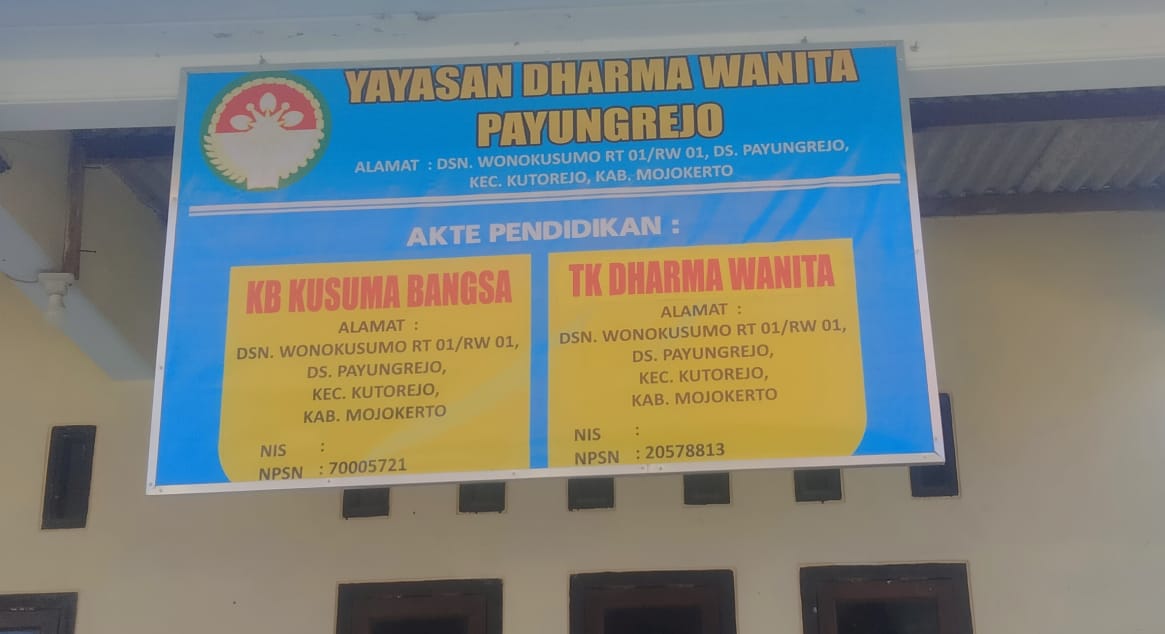 YAYASAN DHARMA WANITA
PAYUNGREJO
ALAMAT : DSN. WONOKUSUMO RT 01/RW 01, DS. PAYUNGREJO,
KEC. KUTOREJO, KAB. MOJOKERTO
AKTE PENDIDIKAN :
KB KUSUMA BANGSA
ALAMAT :
DSN. WONOKUSUMO RT 01/RW 01,
DS. PAYUNGREJO,
KEC. KUTOREJO,
KAB. MOJOKERTO
NIS :
NPSN : 70005721
TK DHARMA WANITA
ALAMAT :
DSN. WONOKUSUMO RT 01/RW 01,
DS. PAYUNGREJO,
KEC. KUTOREJO,
KAB. MOJOKERTO
NIS :
NPSN : 20578813